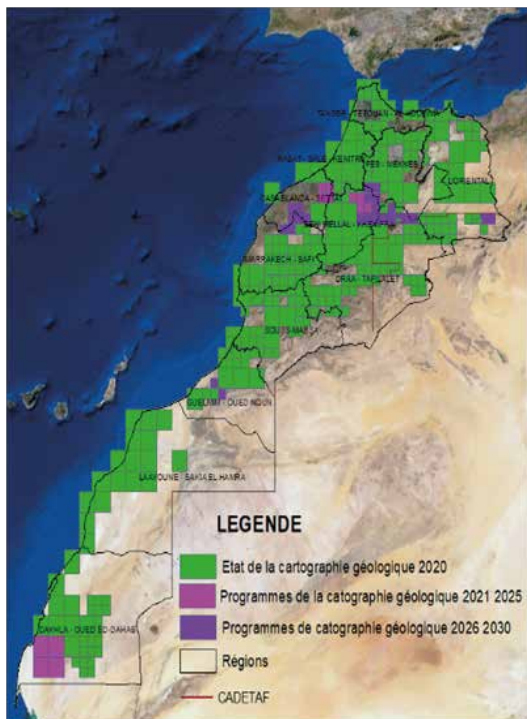 TANGER - TETOUAN - AL HOCEIMA
RABAT - SALE - KENITRA
FES - MEKNES
L'ORIENTAL
CASABLANCA - SETTAT
BENI MELLAL - KHENIFRA
MARRAKECH - SAFI
DRAA - TAFILALET
SOUSS-MASSA
GUELMIM - OUED NOUN
LAAYOUNE - SAKIA EL HAMRA
LEGENDE
Etat de la cartographie géologique 2020
Programmes de la catographie géologique 2021 2025
Programmes de catographie géologique 2026 2030
DAKHLA - OUED ED-DAHAB
Régions
CADETAF